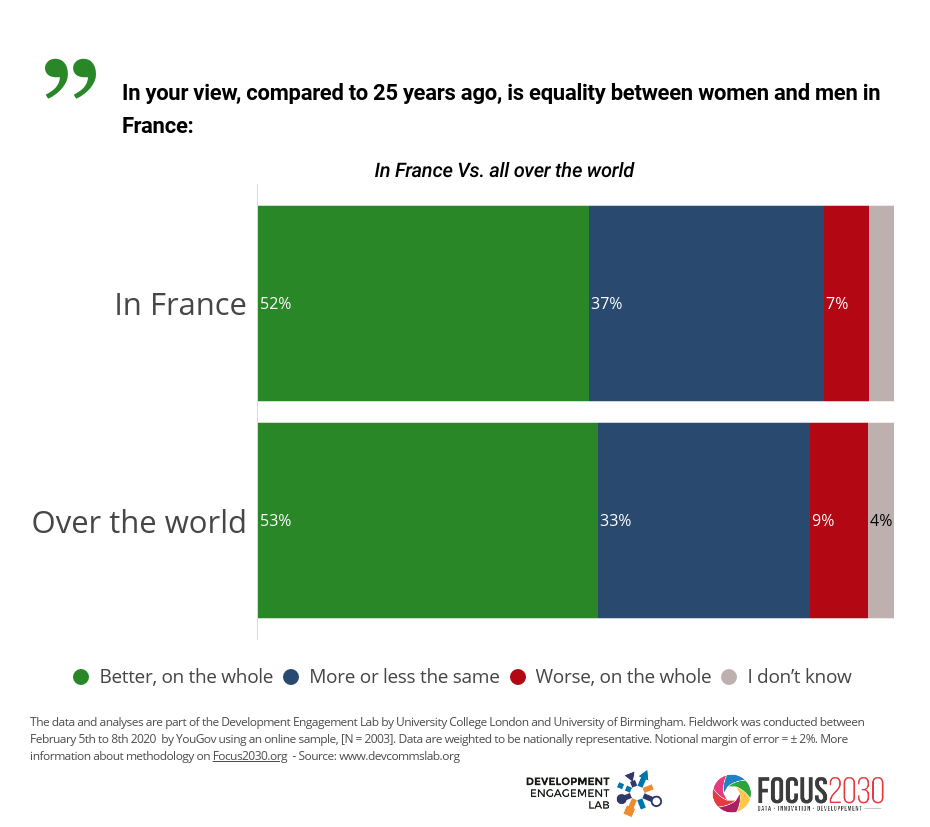 ”
In your view, compared to 25 years ago, is equality between women and men in
France:
In France Vs. all over the world
In France
52%
37%
7%
Over the world
53%
33%
9%
4%
Better, on the whole
More or less the same
Worse, on the whole
I don’t know
The data and analyses are part of the Development Engagement Lab by University College London and University of Birmingham. Fieldwork was conducted between
February 5th to 8th 2020  by YouGov using an online sample, [N = 2003]. Data are weighted to be nationally representative. Notional margin of error = ± 2%. More
information about methodology on Focus2030.org  - Source: www.devcommslab.org
DEVELOPMENT
ENGAGEMENT
LAB
FOCUS2030
DATA · INNOVATION · DEVELOPPEMENT